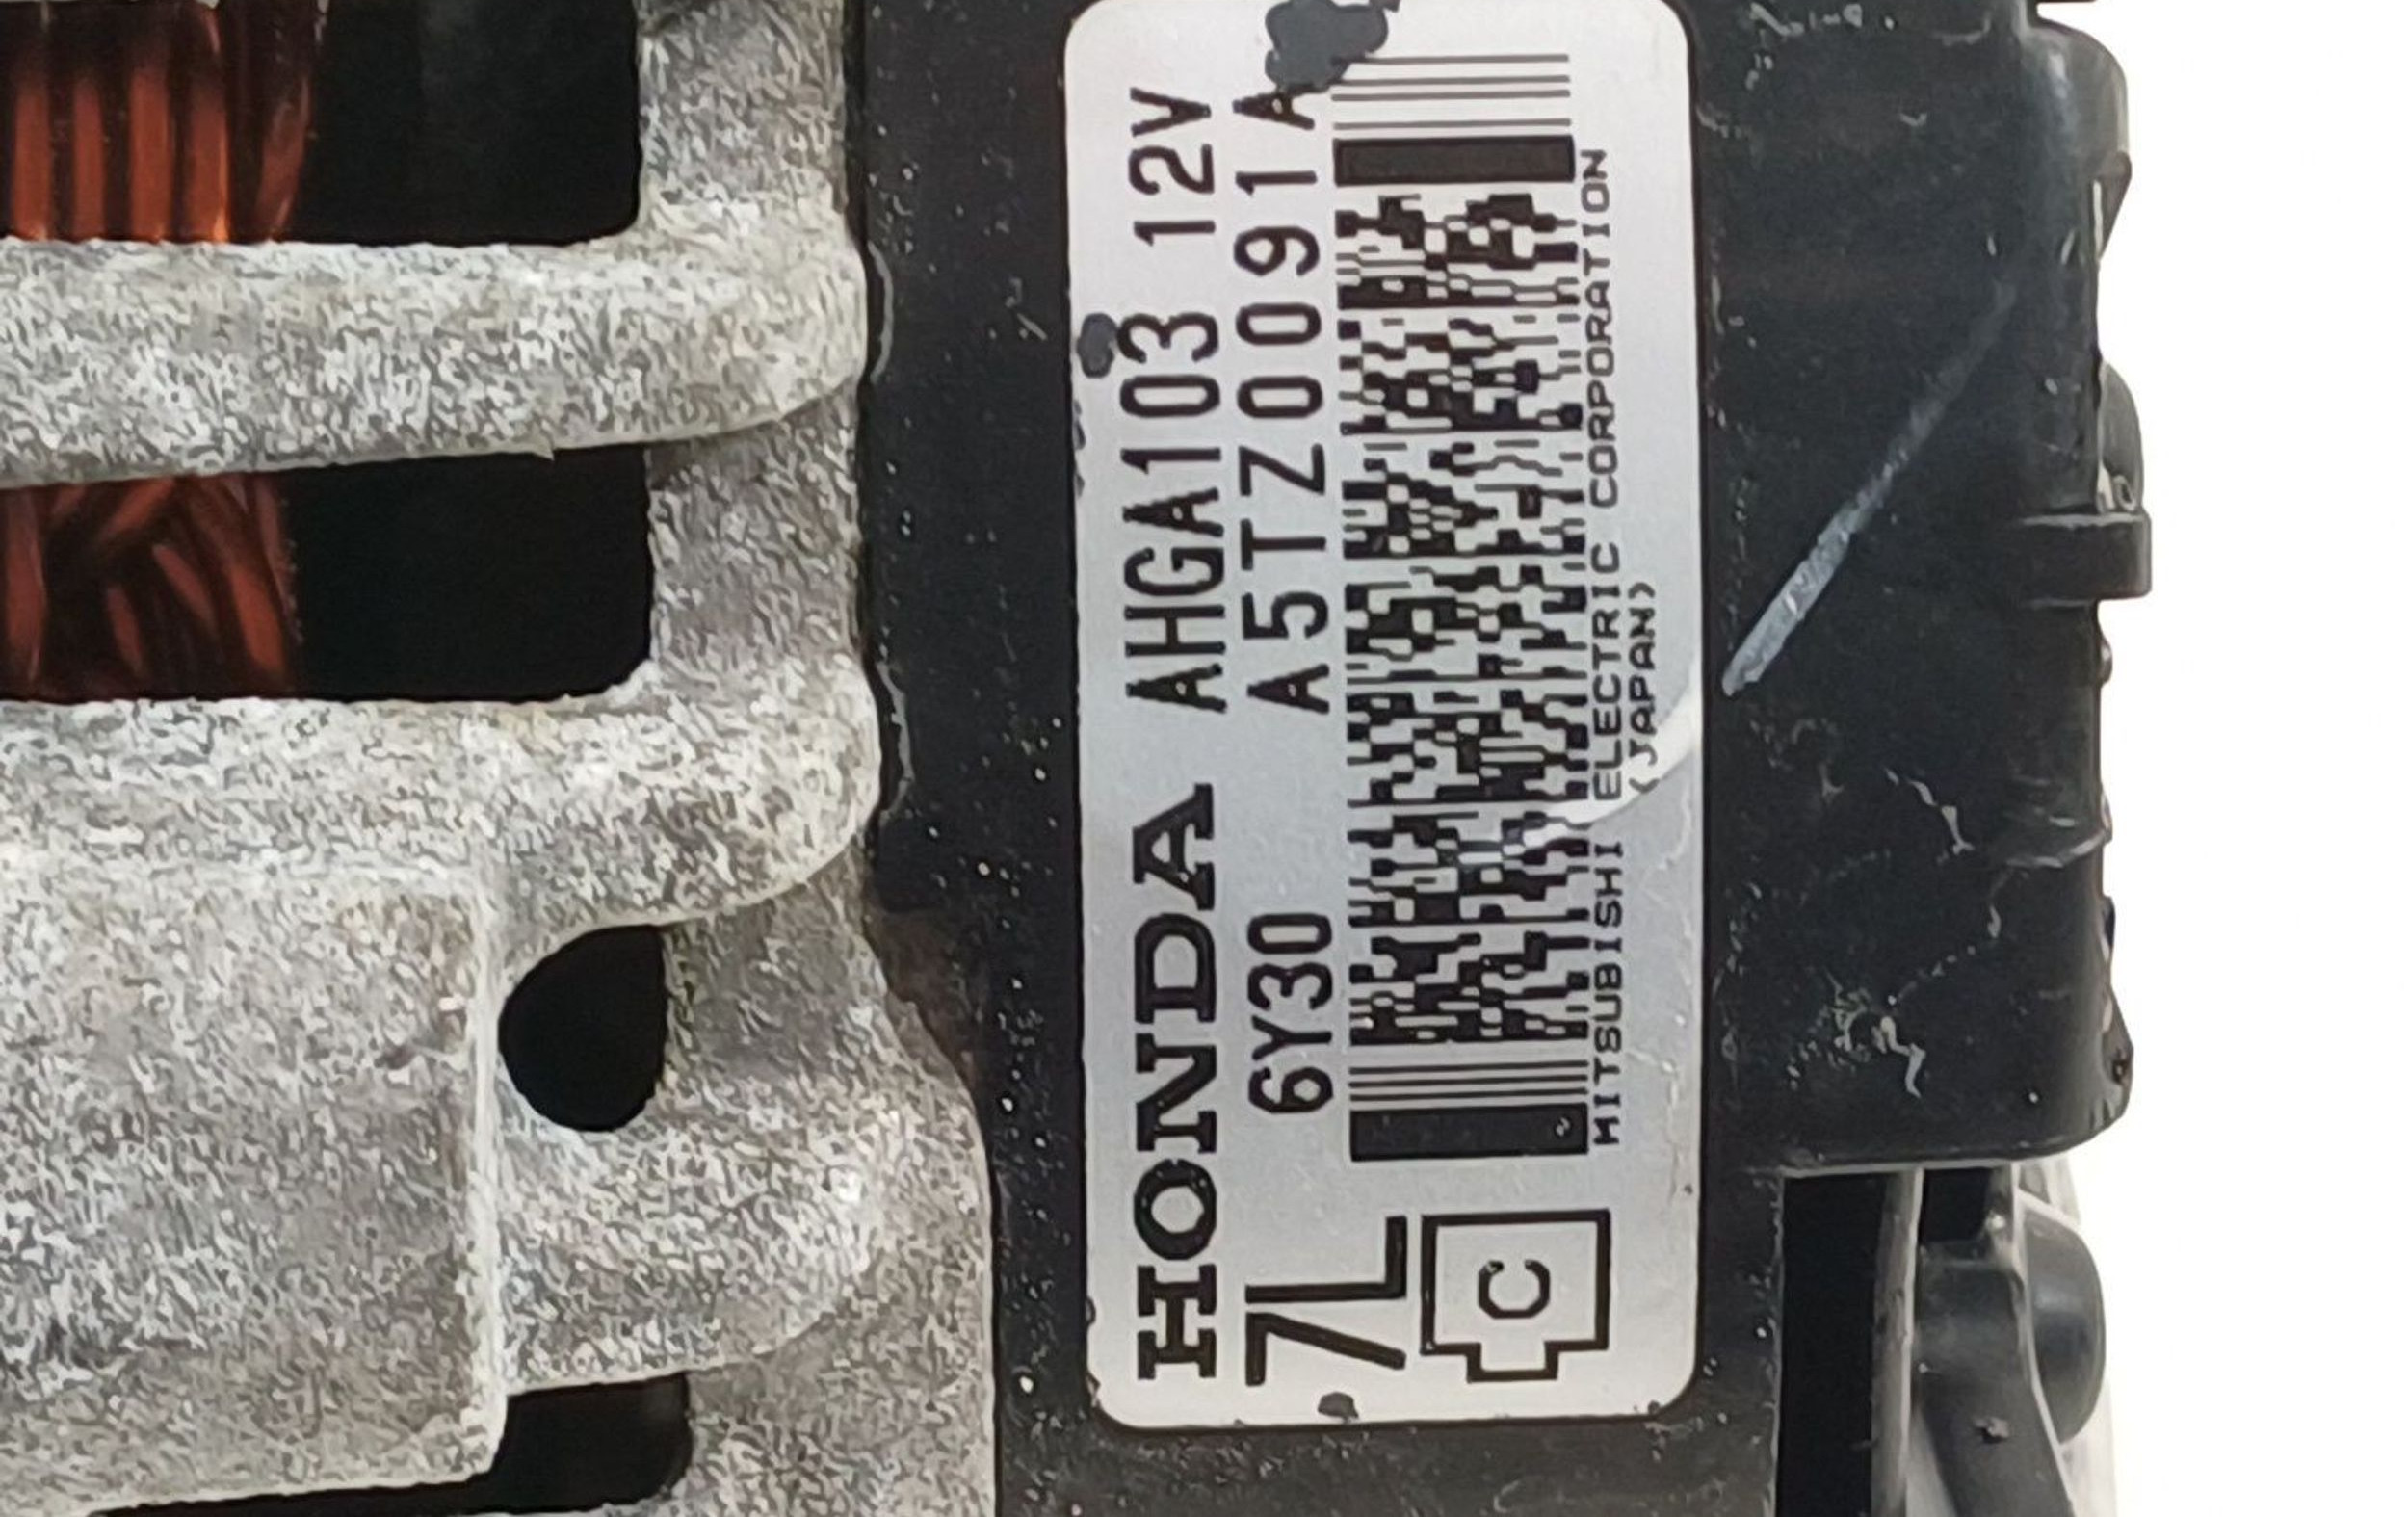 HONDA AHGA103 12V
6Y30 A5TZ0091A
7L
C
MITSUBISHI ELECTRIC CORPORATION
(JAPAN)